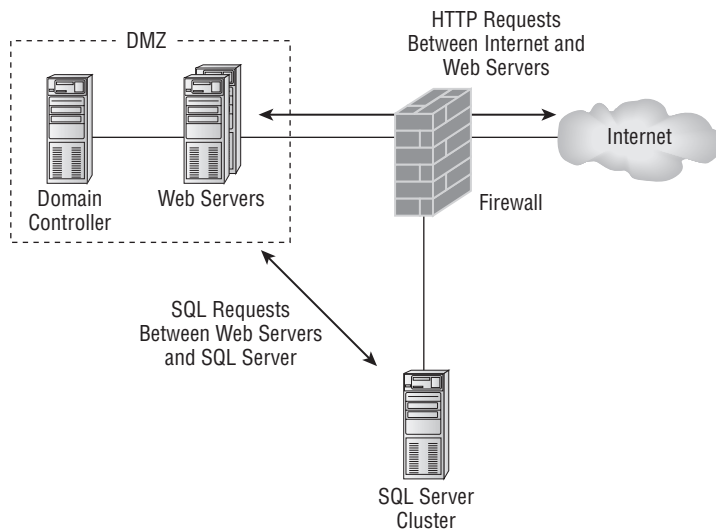 HTTP Requests
Between Internet and
Web Servers
DMZ
Internet
Domain
Controller
Web Servers
Firewall
SQL Requests
Between Web Servers
and SQL Server
SQL Server
Cluster